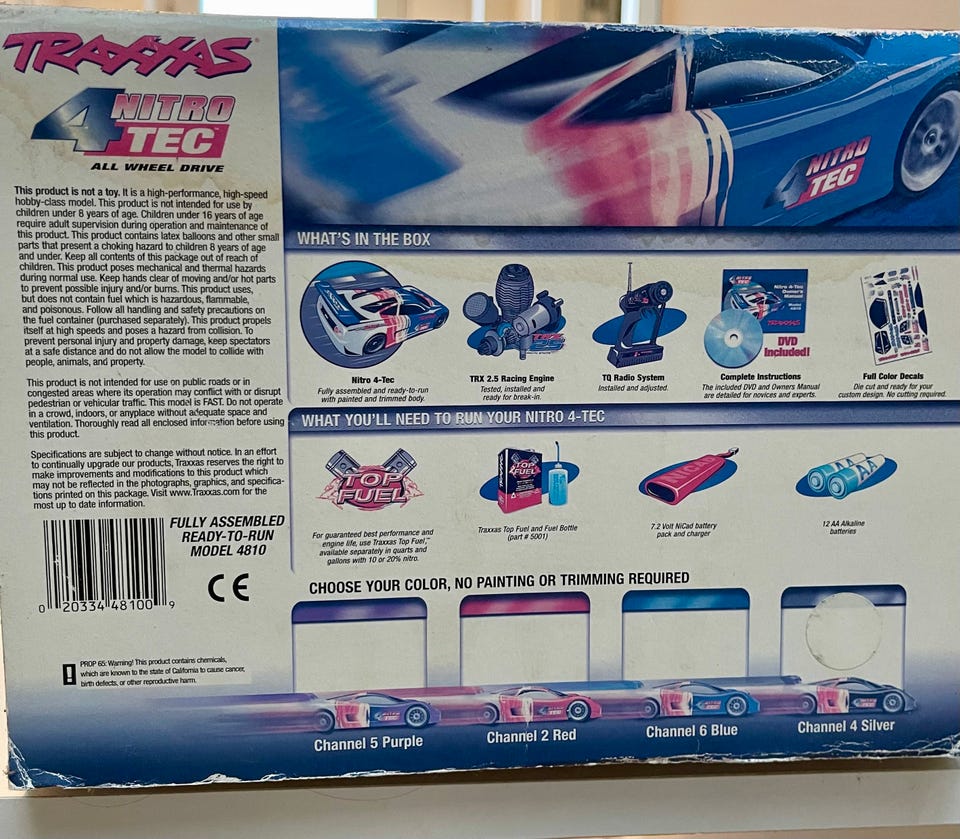 TRAXXAS
4 NITRO
TEC
ALL WHEEL DRIVE
This product is not a toy. It is a high-performance, high-speed
hobby-class model. This product is not intended for use by
children under 8 years of age. Children under 16 years of age
require adult supervision during operation and maintenance of
this product. This product contains latex balloons and other small
parts that present a choking hazard to children 8 years of age
and under. Keep all contents of this package out of reach of
children. This product poses mechanical and thermal hazards
during normal use. Keep hands clear of moving and/or hot parts
to prevent possible injury and/or burns. This product uses,
but does not contain fuel which is hazardous, flammable,
and poisonous. Follow all handling and safety precautions on
the fuel container (purchased separately). This product propels
itself at high speeds and poses a hazard from collision. To
prevent personal injury and property damage, keep spectators
at a safe distance and do not allow the model to collide with
people, animals, and property.
This product is not intended for use on public roads or in
congested areas where its operation may conflict with or disrupt
pedestrian or vehicular traffic. This model is FAST. Do not operate
in a crowd, indoors, or anyplace without adequate space and
ventilation. Thoroughly read all enclosed information before using
this product.
Specifications are subject to change without notice. In an effort
to continually upgrade our products, Traxxas reserves the right to
make improvements and modifications to this product which
may not be reflected in the photographs, graphics, and specifica-
tions printed on this package. Visit www.Traxxas.com for the
most up to date information.
FULLY ASSEMBLED
READY-TO-RUN
MODEL 4810
CE
0 20334 48100 9
! PROP 65: Warning! This product contains chemicals,
which are known to the state of California to cause cancer,
birth defects, or other reproductive harm.
4 NITRO
TEC
WHAT'S IN THE BOX
Nitro 4-Tec
Fully assembled and ready-to-run
with painted and trimmed body.
TRX 2.5 Racing Engine
Tested, installed and
ready for break-in.
TQ Radio System
Installed and adjusted.
Nitro 4-Tec
Owner's
Manual
Model
4810
TRAXXAS
DVD
Included!
Complete Instructions
The included DVD and Owners Manual
are detailed for novices and experts.
Full Color Decals
Die cut and ready for your
custom design. No cutting required.
WHAT YOU'LL NEED TO RUN YOUR NITRO 4-TEC
TOP
FUEL
For guaranteed best performance and
engine life, use Traxxas Top Fuel,™
available separately in quarts and
gallons with 10 or 20% nitro.
TOP
FUEL
Traxxas Top Fuel and Fuel Bottle
(part # 5001)
NiCAD
7.2 Volt NiCad battery
pack and charger
AA
AA
12 AA Alkaline
batteries
CHOOSE YOUR COLOR, NO PAINTING OR TRIMMING REQUIRED
Channel 5 Purple
Channel 2 Red
Channel 6 Blue
Channel 4 Silver